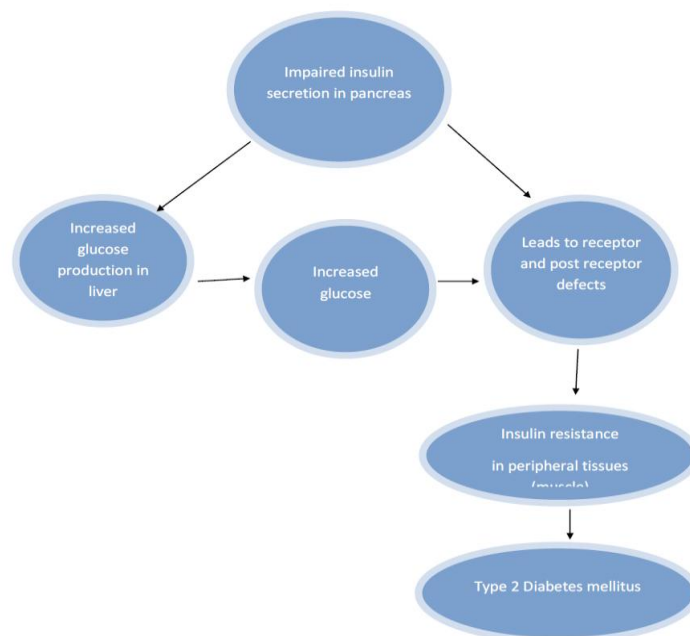 Impaired insulin
secretion in pancreas
Increased
glucose
production in
liver
Increased
glucose
Leads to receptor
and post receptor
defects
Insulin resistance
in peripheral tissues
(muscle)
Type 2 Diabetes mellitus